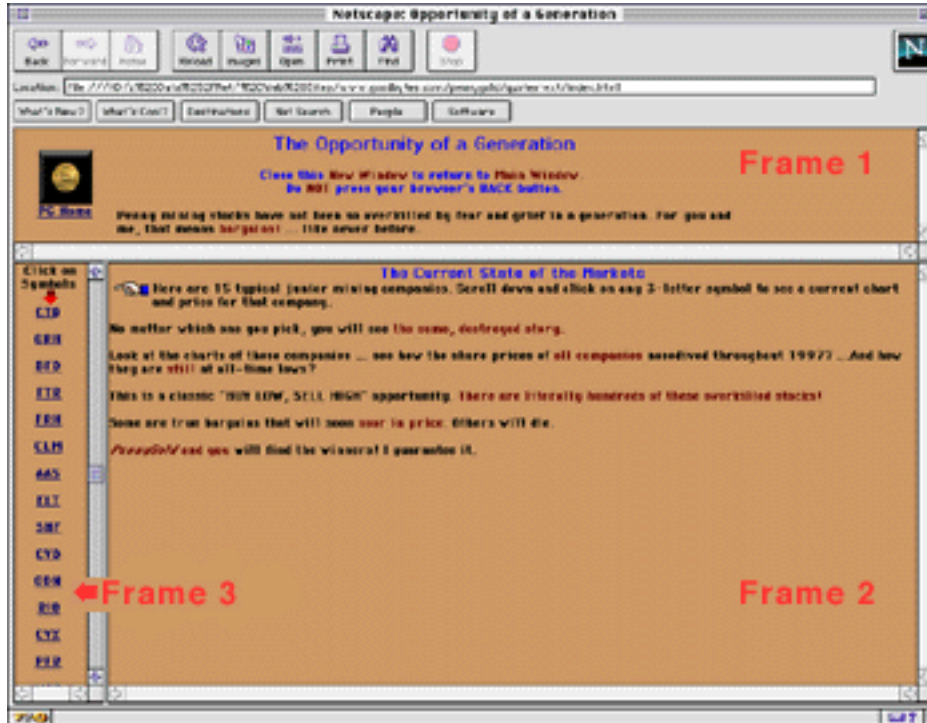 Netscape: Opportunity of a Generation
Back Forward Home Reload Images Open Print Find Stop
N
Location:
What's New? What's Cool? Destinations Net Search People Software
The Opportunity of a Generation
Frame 1
Close this New Window to return to Main Window.
Do NOT press your browser's BACK button.
PG Home
Penny mining stocks have not been so overkilled by fear and grief in a generation. For you and
me, that means bargains! ... like never before.
Click on
Symbols
The Current State of the Markets
Here are 15 typical junior mining companies. Scroll down and click on any 3-letter symbol to see a current chart
and price for that company.
No matter which one you pick, you will see the same, destroyed story.
Look at the charts of these companies ... see how the share prices of all companies nosedived throughout 1997? ...And how
they are still at all-time lows?
This is a classic "BUY LOW, SELL HIGH" opportunity. There are literally hundreds of these overkilled stocks!
Some are true bargains that will soon soar in price. Others will die.
PennyGold and you will find the winners! I guarantee it.
CLM
AAS
CYD
Frame 3
Frame 2